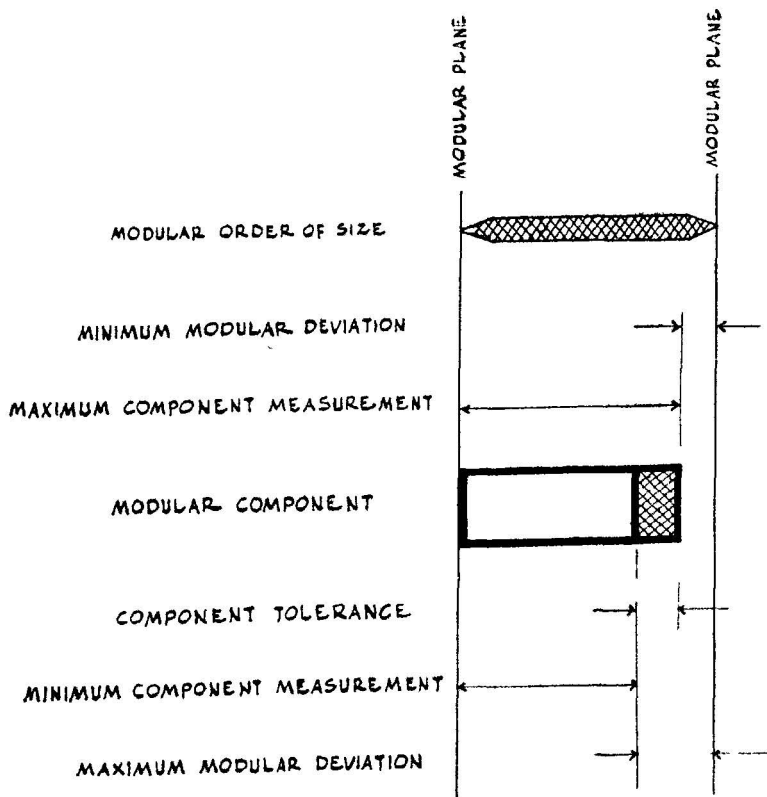 MODULAR PLANE
MODULAR PLANE
MODULAR ORDER OF SIZE
MINIMUM MODULAR DEVIATION
MAXIMUM COMPONENT MEASUREMENT
MODULAR COMPONENT
COMPONENT TOLERANCE
MINIMUM COMPONENT MEASUREMENT
MAXIMUM MODULAR DEVIATION